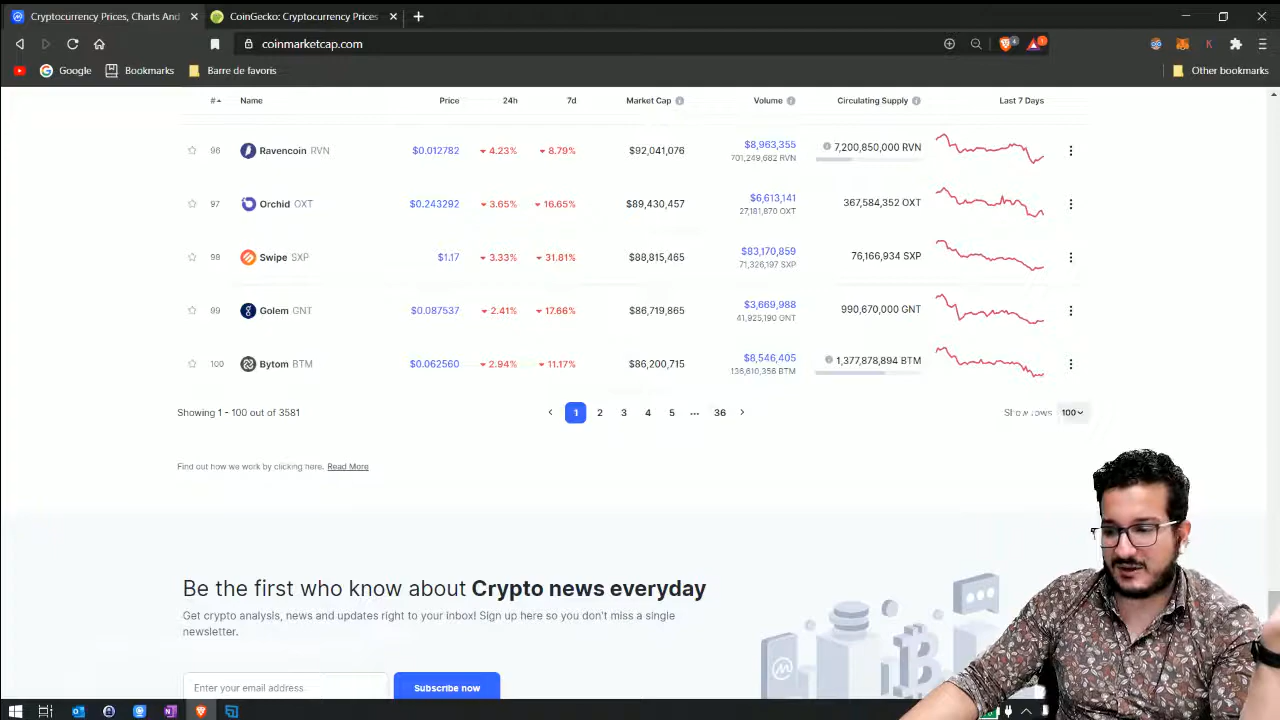 Cryptocurrency Prices, Charts And
CoinGecko: Cryptocurrency Prices
coinmarketcap.com
4
1
Google
Bookmarks
Barre de favoris
Other bookmarks
# Name Price 24h 7d Market Cap Volume Circulating Supply Last 7 Days
96 Ravencoin RVN $0.012782 4.23% 8.79% $92,041,076 $8,963,355 7,200,850,000 RVN
701,249,682 RVN
97 Orchid OXT $0.243292 3.65% 16.65% $89,430,457 $6,613,141 367,584,352 OXT
27,181,870 OXT
98 Swipe SXP $1.17 3.33% 31.81% $88,815,465 $83,170,859 76,166,934 SXP
71,326,197 SXP
99 Golem GNT $0.087537 2.41% 17.66% $86,719,865 $3,669,988 990,670,000 GNT
41,925,190 GNT
100 Bytom BTM $0.062560 2.94% 11.17% $86,200,715 $8,546,405 1,377,878,894 BTM
136,610,356 BTM
Showing 1 - 100 out of 3581
1 2 3 4 5 ... 36
Show rows 100
Find out how we work by clicking here. Read More
Be the first who know about Crypto news everyday
Get crypto analysis, news and updates right to your inbox! Sign up here so you don't miss a single
newsletter.
Enter your email address..
Subscribe now